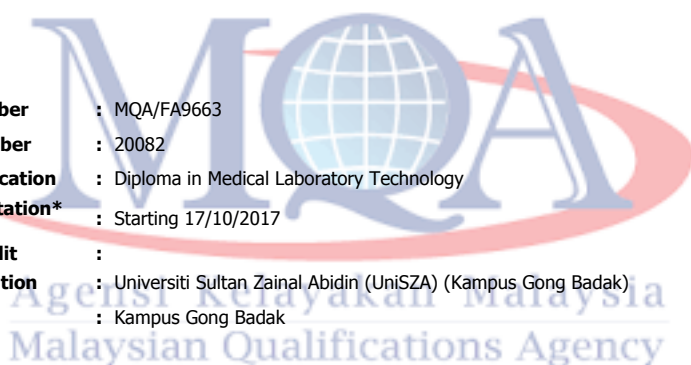 MQA
ber : MQA/FA9663
ber : 20082
cation : Diploma in Medical Laboratory Technology
tation* : Starting 17/10/2017
dit :
tion : Universiti Sultan Zainal Abidin (UniSZA) (Kampus Gong Badak)
Agensi Kelayakan Malaysia
: Kampus Gong Badak
Malaysian Qualifications Agency